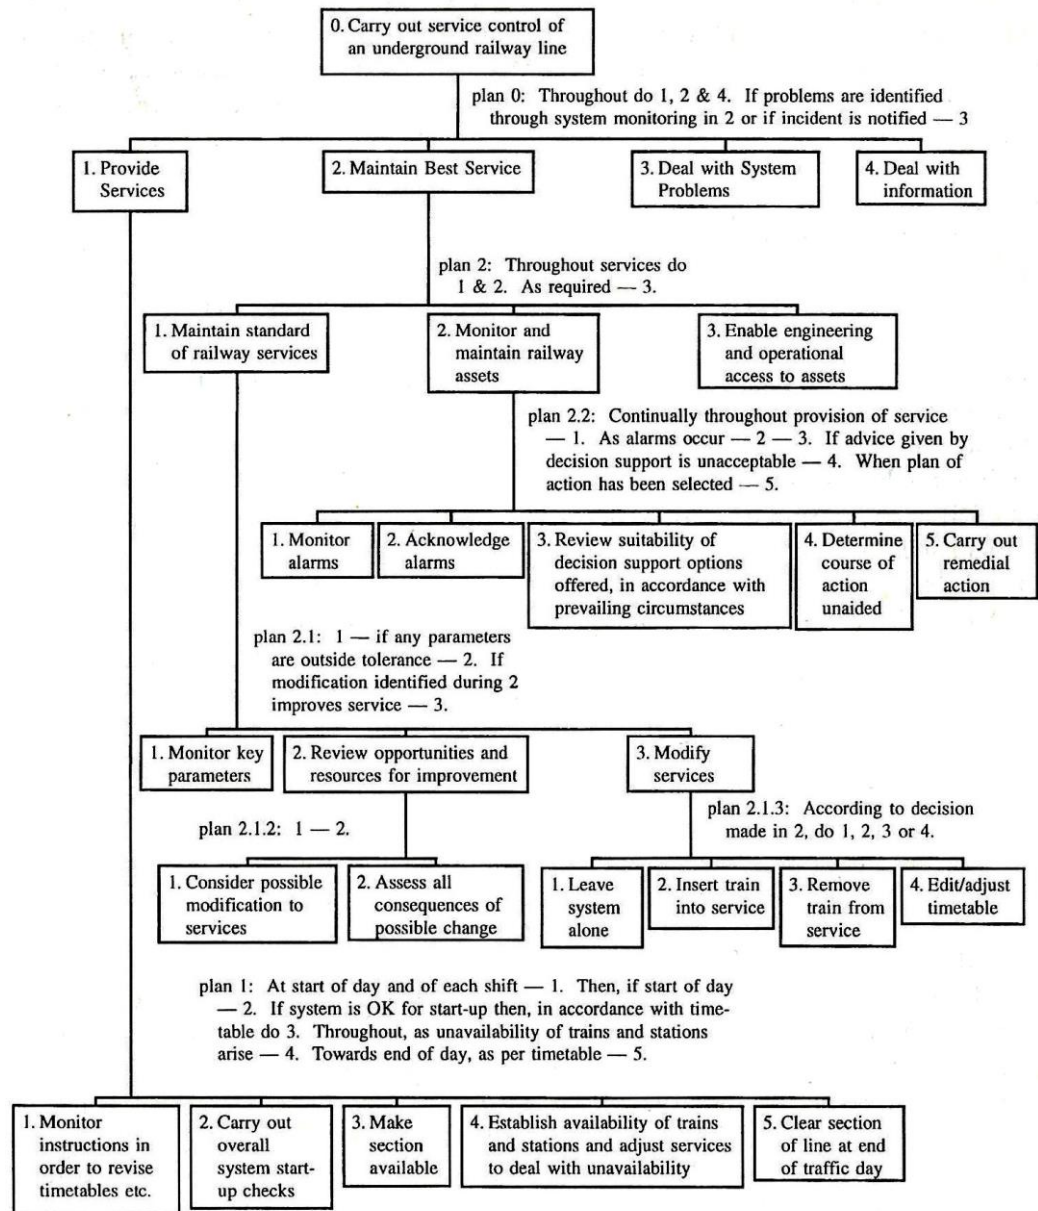 0. Carry out service control of
an underground railway line
plan 0: Throughout do 1, 2 & 4. If problems are identified
through system monitoring in 2 or if incident is notified — 3
1. Provide
Services
2. Maintain Best Service
3. Deal with System
Problems
4. Deal with
information
plan 2: Throughout services do
1 & 2. As required — 3.
1. Maintain standard
of railway services
2. Monitor and
maintain railway
assets
3. Enable engineering
and operational
access to assets
plan 2.2: Continually throughout provision of service
— 1. As alarms occur — 2 — 3. If advice given by
decision support is unacceptable — 4. When plan of
action has been selected — 5.
1. Monitor
alarms
2. Acknowledge
alarms
3. Review suitability of
decision support options
offered, in accordance with
prevailing circumstances
4. Determine
course of
action
unaided
5. Carry out
remedial
action
plan 2.1: 1 — if any parameters
are outside tolerance — 2. If
modification identified during 2
improves service — 3.
1. Monitor key
parameters
2. Review opportunities and
resources for improvement
3. Modify
services
plan 2.1.2: 1 — 2.
plan 2.1.3: According to decision
made in 2, do 1, 2, 3 or 4.
1. Consider possible
modification to
services
2. Assess all
consequences of
possible change
1. Leave
system
alone
2. Insert train
into service
3. Remove
train from
service
4. Edit/adjust
timetable
plan 1: At start of day and of each shift — 1. Then, if start of day
— 2. If system is OK for start-up then, in accordance with time-
table do 3. Throughout, as unavailability of trains and stations
arise — 4. Towards end of day, as per timetable — 5.
1. Monitor
instructions in
order to revise
timetables etc.
2. Carry out
overall
system start-
up checks
3. Make
section
available
4. Establish availability of trains
and stations and adjust services
to deal with unavailability
5. Clear section
of line at end
of traffic day